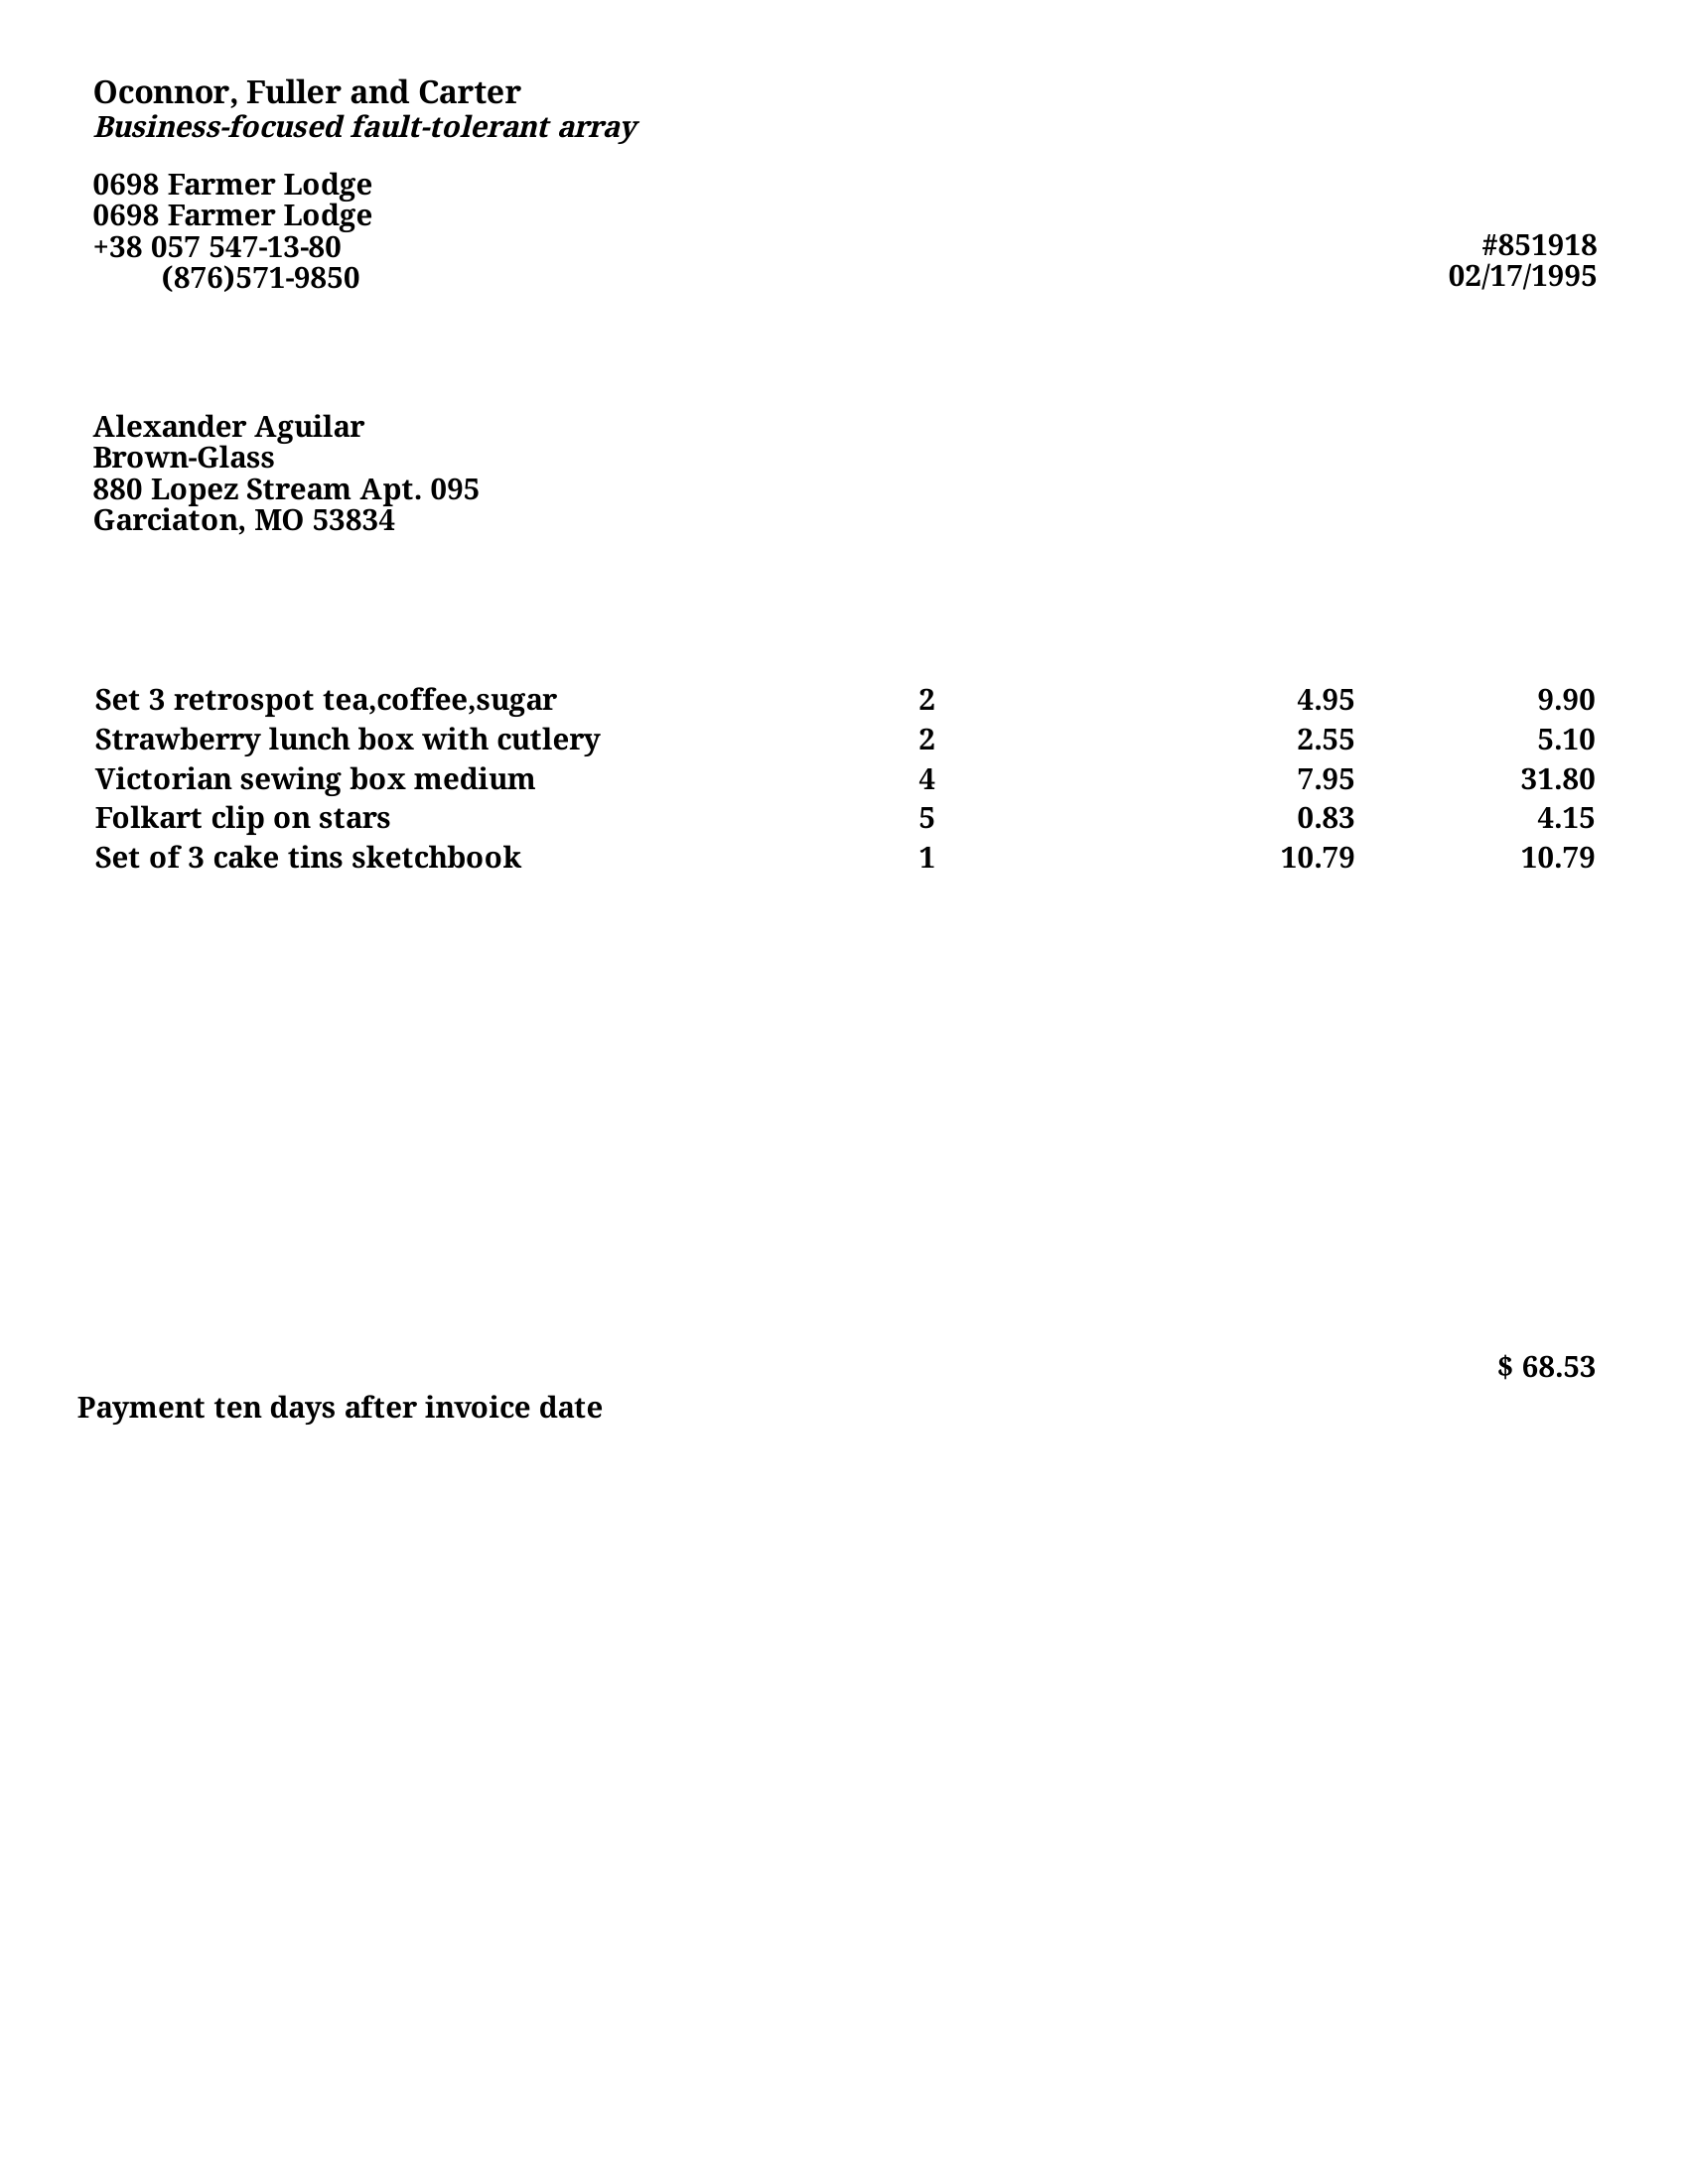 Oconnor, Fuller and Carter
Business-focused fault-tolerant array
0698 Farmer Lodge
0698 Farmer Lodge
+38 057 547-13-80
(876)571-9850
#851918
02/17/1995
Alexander Aguilar
Brown-Glass
880 Lopez Stream Apt. 095
Garciaton, MO 53834
Set 3 retrospot tea,coffee,sugar 2 4.95 9.90
Strawberry lunch box with cutlery 2 2.55 5.10
Victorian sewing box medium 4 7.95 31.80
Folkart clip on stars 5 0.83 4.15
Set of 3 cake tins sketchbook 1 10.79 10.79
$ 68.53
Payment ten days after invoice date